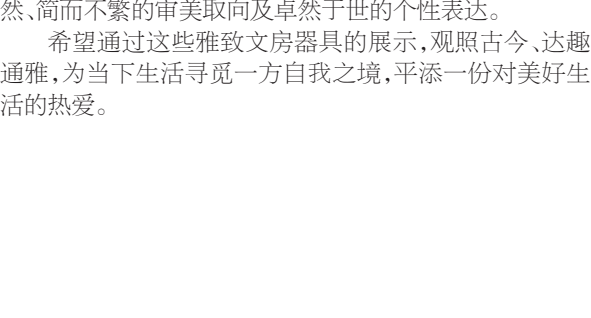 然、简而不繁的审美取向及卓然于世的个性表达。
希望通过这些雅致文房器具的展示，观照古今、达趣
通雅，为当下生活寻觅一方自我之境，平添一份对美好生
活的热爱。